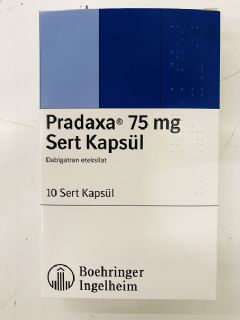 Pradaxa® 75 mg
Sert Kapsül
Dabigatran eteksilat
10 Sert Kapsül
Boehringer
Ingelheim